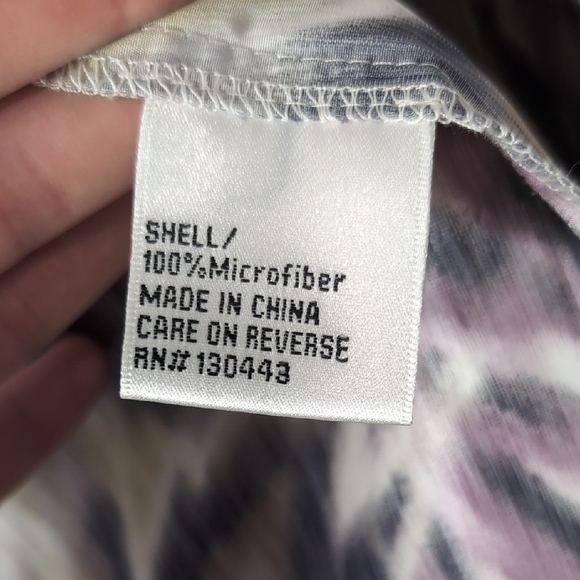 SHELL/
100%Microfiber
MADE IN CHINA
CARE ON REVERSE
RN# 130443